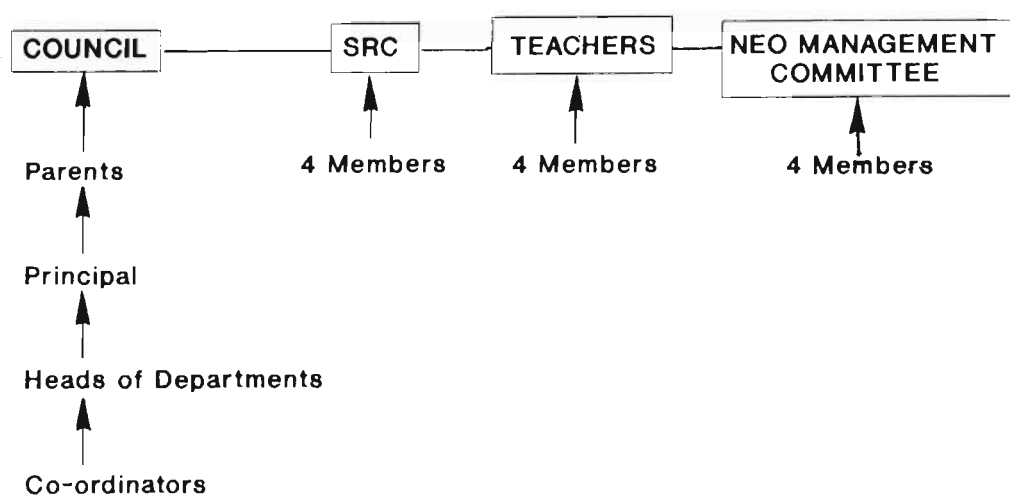 COUNCIL
SRC
TEACHERS
NEO MANAGEMENT
COMMITTEE
Parents
4 Members
4 Members
4 Members
Principal
Heads of Departments
Co-ordinators